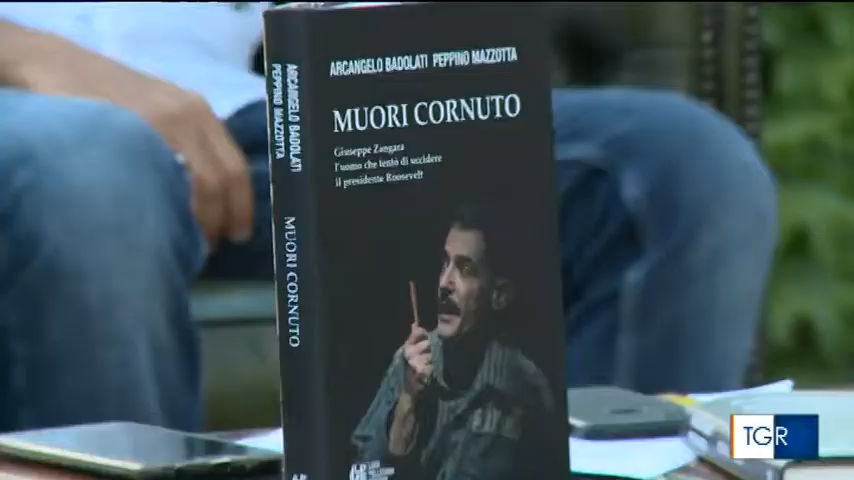 ARCANGELO BADOLATI PEPPINO MAZZOTTA
MUORI CORNUTO
Giuseppe Zangara
l'uomo che tentò di uccidere
il presidente Roosevelt
ARCANGELO BADOLATI
PEPPINO MAZZOTTA
MUORI CORNUTO
TGR